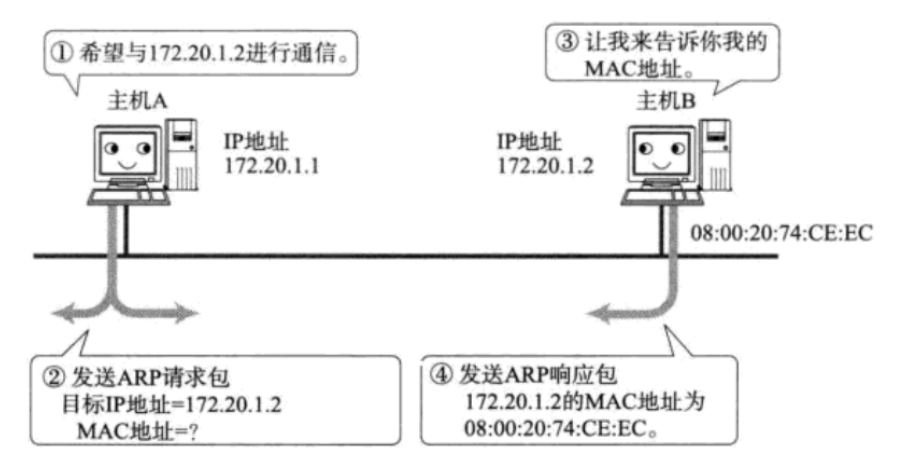 ① 希望与172.20.1.2进行通信。
③ 让我来告诉你我的
MAC地址。
主机A
主机B
IP地址
172.20.1.1
IP地址
172.20.1.2
08:00:20:74:CE:EC
② 发送ARP请求包
目标IP地址=172.20.1.2
MAC地址=?
④ 发送ARP响应包
172.20.1.2的MAC地址为
08:00:20:74:CE:EC。